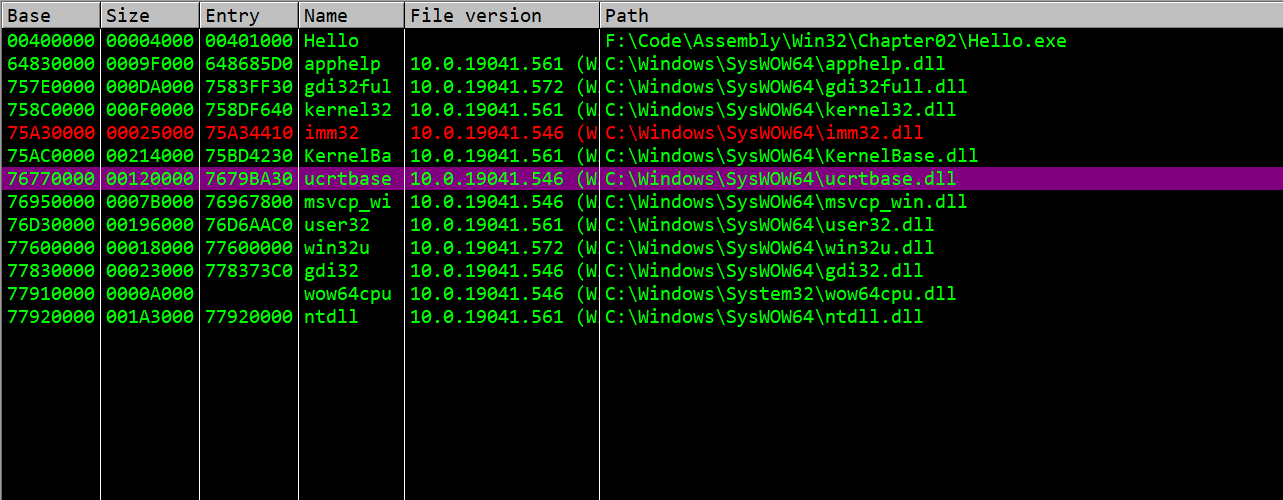 Base Size Entry Name File version Path
00400000 00004000 00401000 Hello F:\Code\Assembly\Win32\Chapter02\Hello.exe
64830000 0009F000 648685D0 apphelp 10.0.19041.561 (W C:\Windows\SysWOW64\apphelp.dll
757E0000 000DA000 7583FF30 gdi32ful 10.0.19041.572 (W C:\Windows\SysWOW64\gdi32full.dll
758C0000 000F0000 758DF640 kernel32 10.0.19041.561 (W C:\Windows\SysWOW64\kernel32.dll
75A30000 00025000 75A34410 imm32 10.0.19041.546 (W C:\Windows\SysWOW64\imm32.dll
75AC0000 00214000 75BD4230 KernelBa 10.0.19041.561 (W C:\Windows\SysWOW64\KernelBase.dll
76770000 00120000 7679BA30 ucrtbase 10.0.19041.546 (W C:\Windows\SysWOW64\ucrtbase.dll
76950000 0007B000 76967800 msvcp_wi 10.0.19041.546 (W C:\Windows\SysWOW64\msvcp_win.dll
76D30000 00196000 76D6AAC0 user32 10.0.19041.561 (W C:\Windows\SysWOW64\user32.dll
77600000 00018000 77600000 win32u 10.0.19041.572 (W C:\Windows\SysWOW64\win32u.dll
77830000 00023000 778373C0 gdi32 10.0.19041.546 (W C:\Windows\SysWOW64\gdi32.dll
77910000 0000A000 wow64cpu 10.0.19041.546 (W C:\Windows\System32\wow64cpu.dll
77920000 001A3000 77920000 ntdll 10.0.19041.561 (W C:\Windows\SysWOW64\ntdll.dll